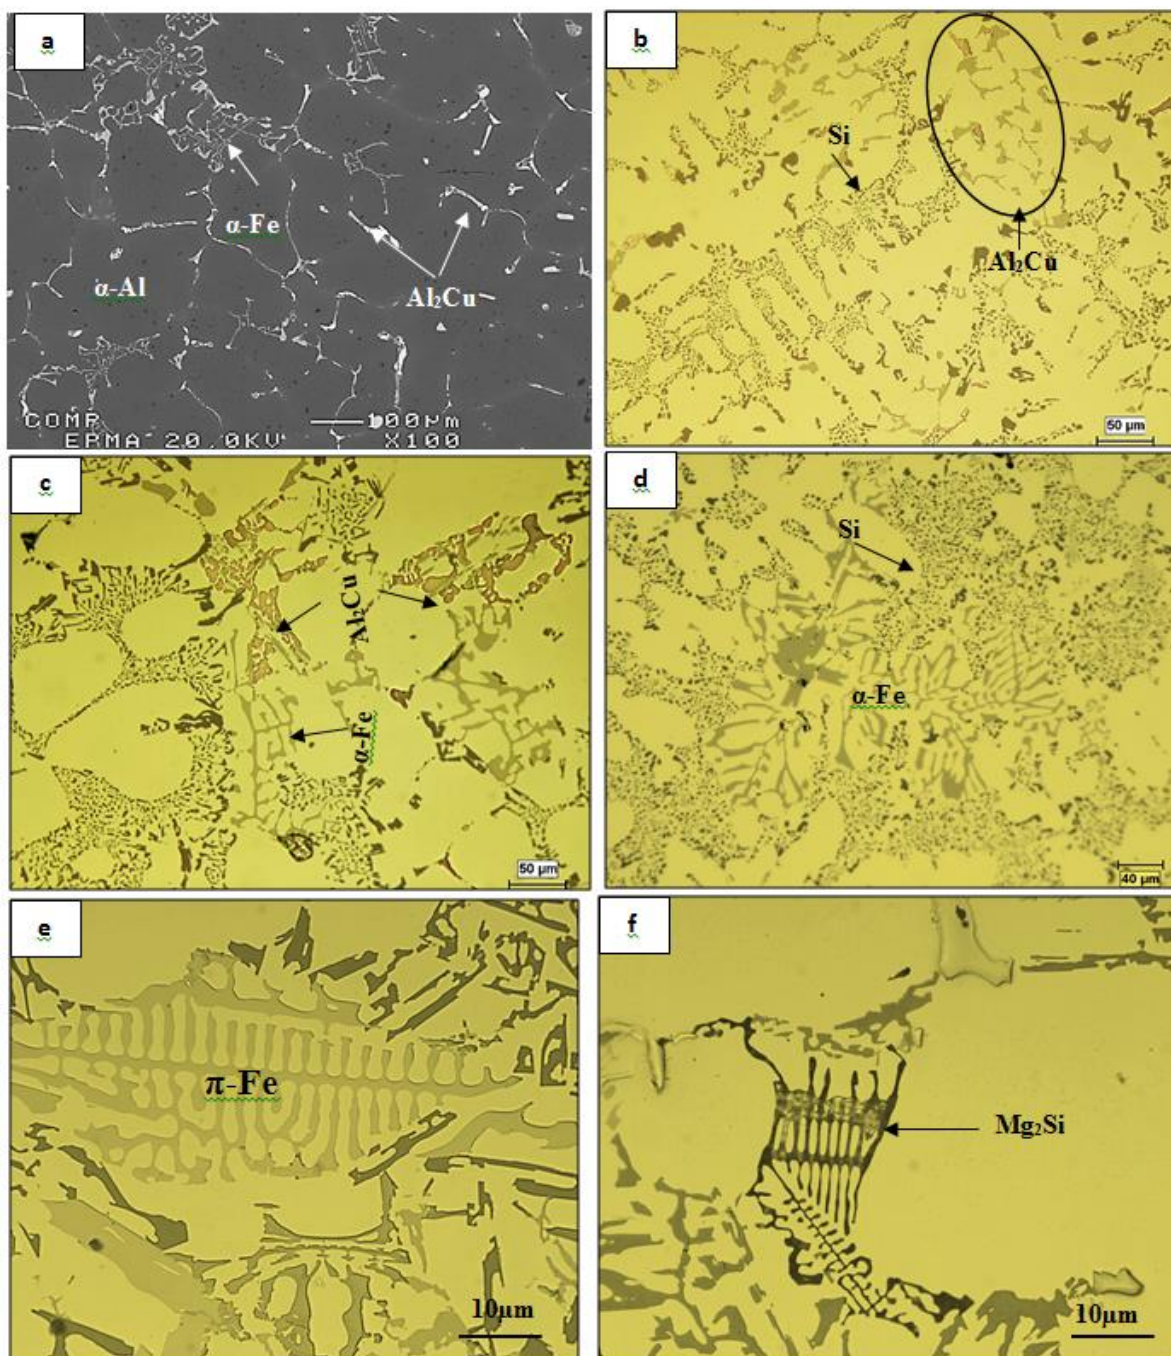 a
α-Fe
α-Al
Al₂Cu
COMP 100μm
EPMA 20.0KV X100
b
Si
Al₂Cu
50 μm
c
Al₂Cu
α-Fe
50 μm
d
Si
α-Fe
40 μm
e
π-Fe
10μm
f
Mg₂Si
10μm